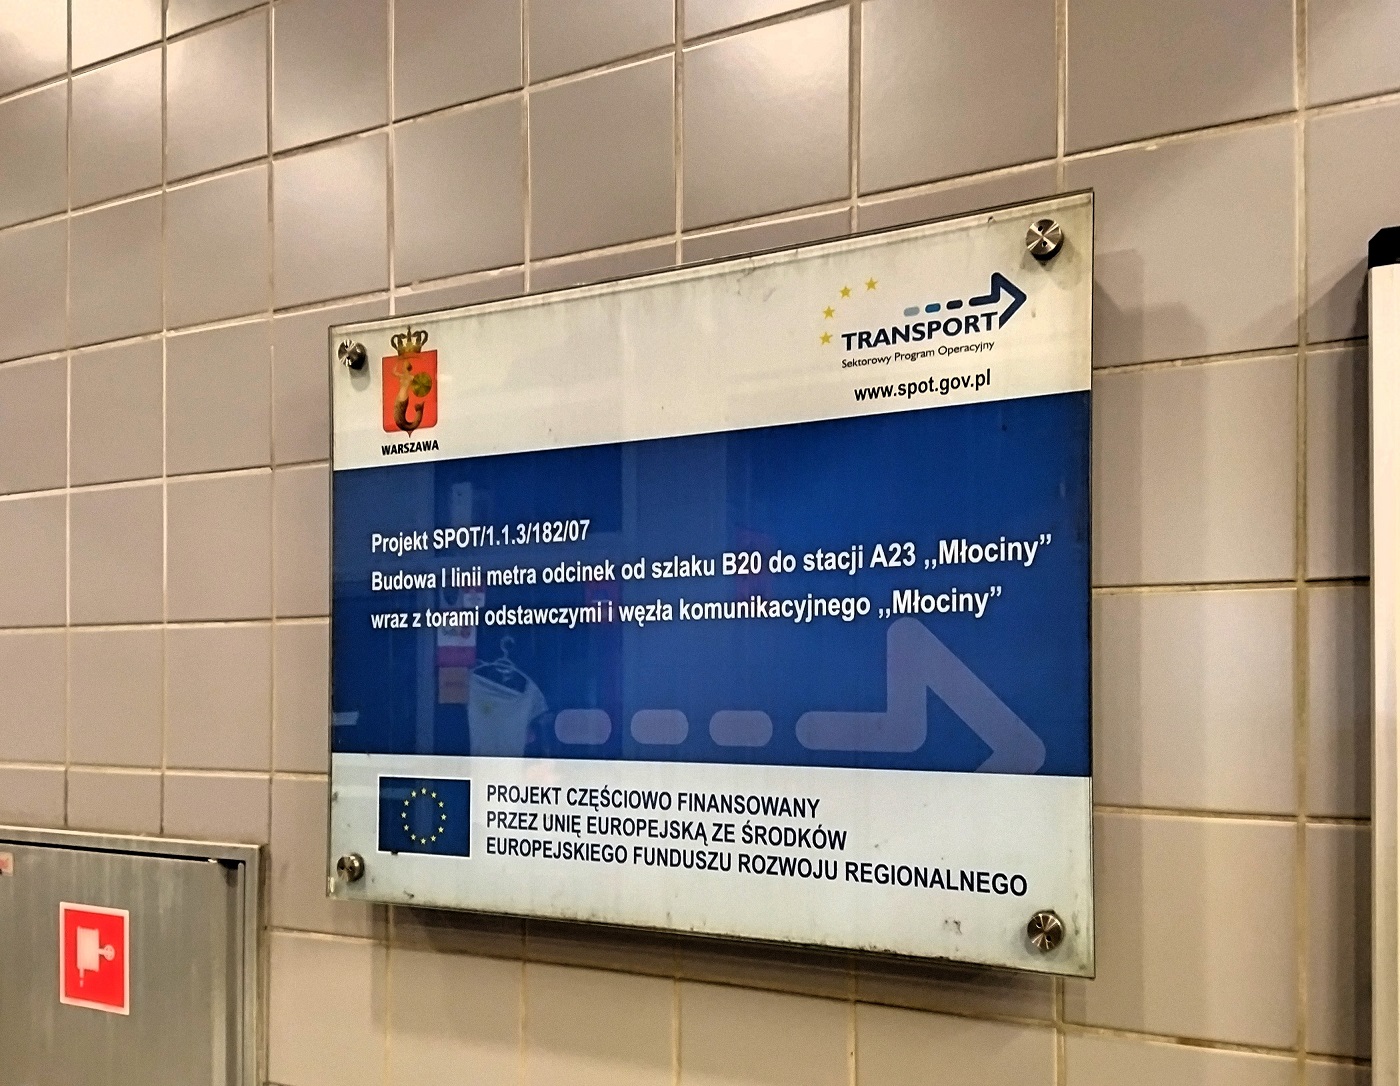 WARSZAWA
TRANSPORT
Sektorowy Program Operacyjny
www.spot.gov.pl
Projekt SPOT/1.1.3/182/07
Budowa I linii metra odcinek od szlaku B20 do stacji A23 ,,Młociny”
wraz z torami odstawczymi i węzła komunikacyjnego ,,Młociny”
PROJEKT CZĘŚCIOWO FINANSOWANY
PRZEZ UNIĘ EUROPEJSKĄ ZE ŚRODKÓW
EUROPEJSKIEGO FUNDUSZU ROZWOJU REGIONALNEGO